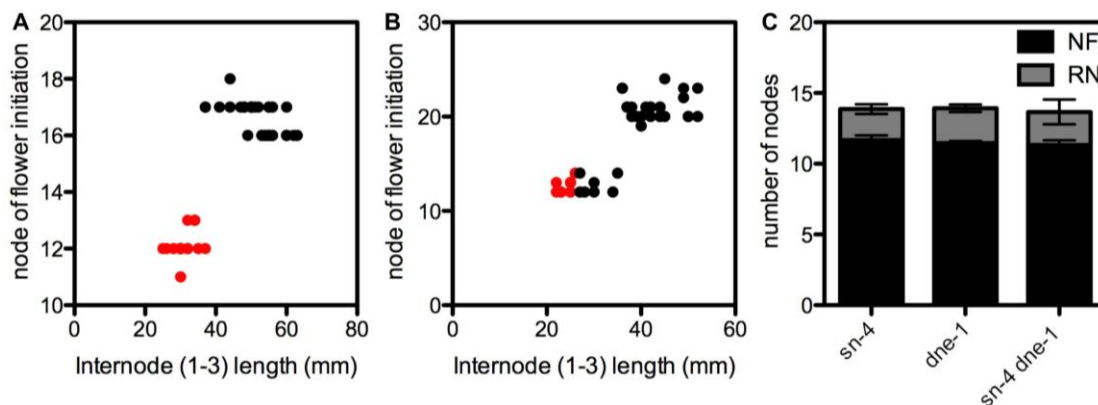 A
20
18
16
14
12
10
node of flower initiation
0 20 40 60 80
Internode (1-3) length (mm)
B
30
20
10
0
node of flower initiation
0 20 40 60
Internode (1-3) length (mm)
C
20
15
10
5
0
number of nodes
NF
RN
sn-4
dne-1
sn-4 dne-1